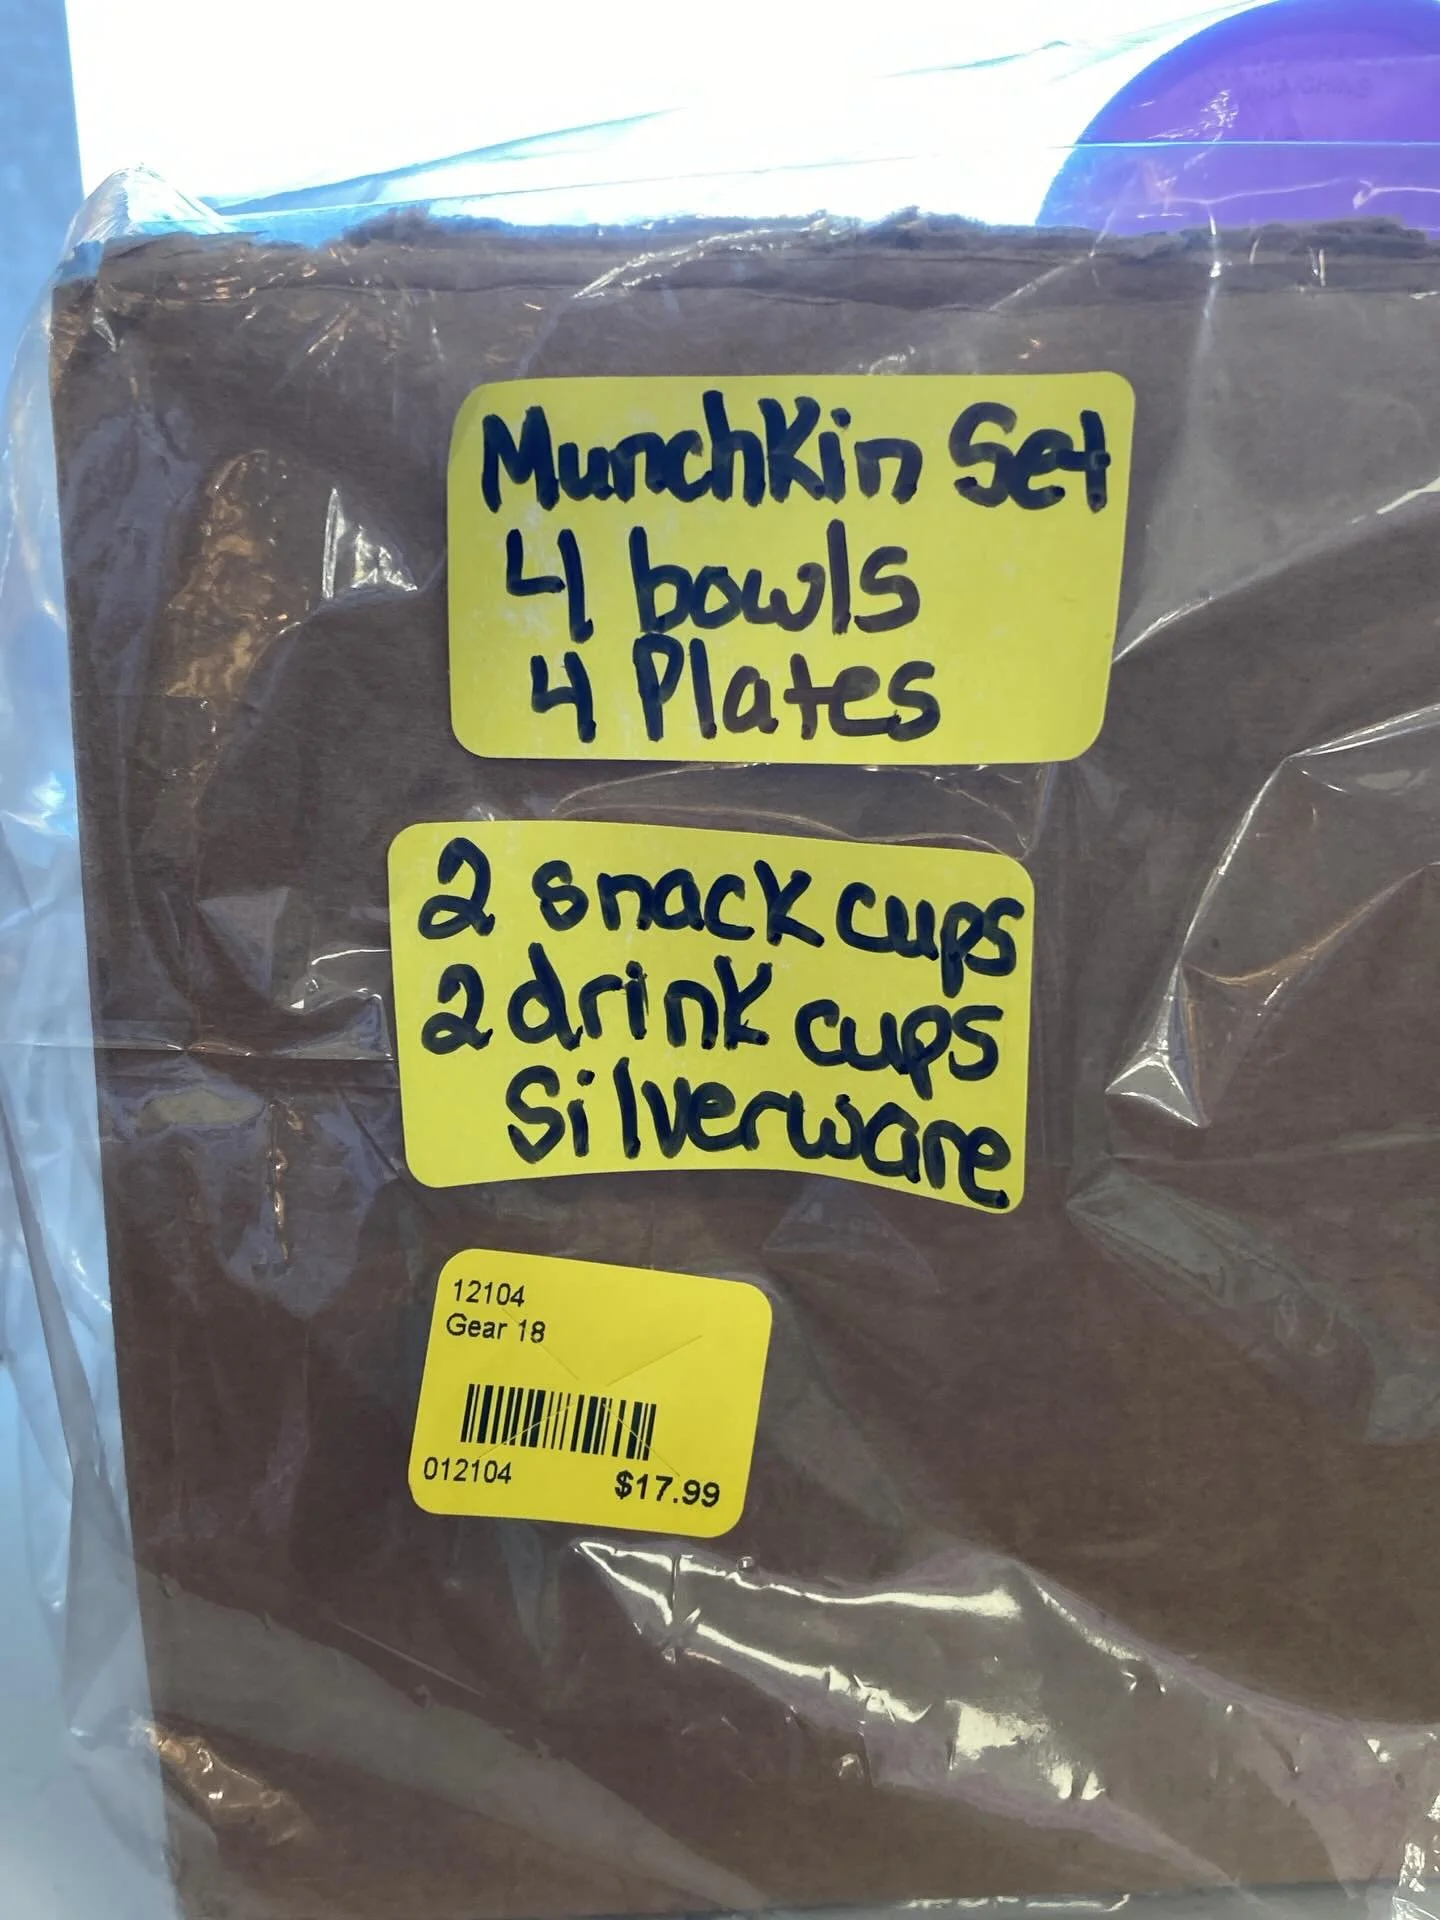 Munchkin Set
4 bowls
4 Plates
2 snack cups
2 drink cups
Silverware
12104
Gear 18
012104
$17.99